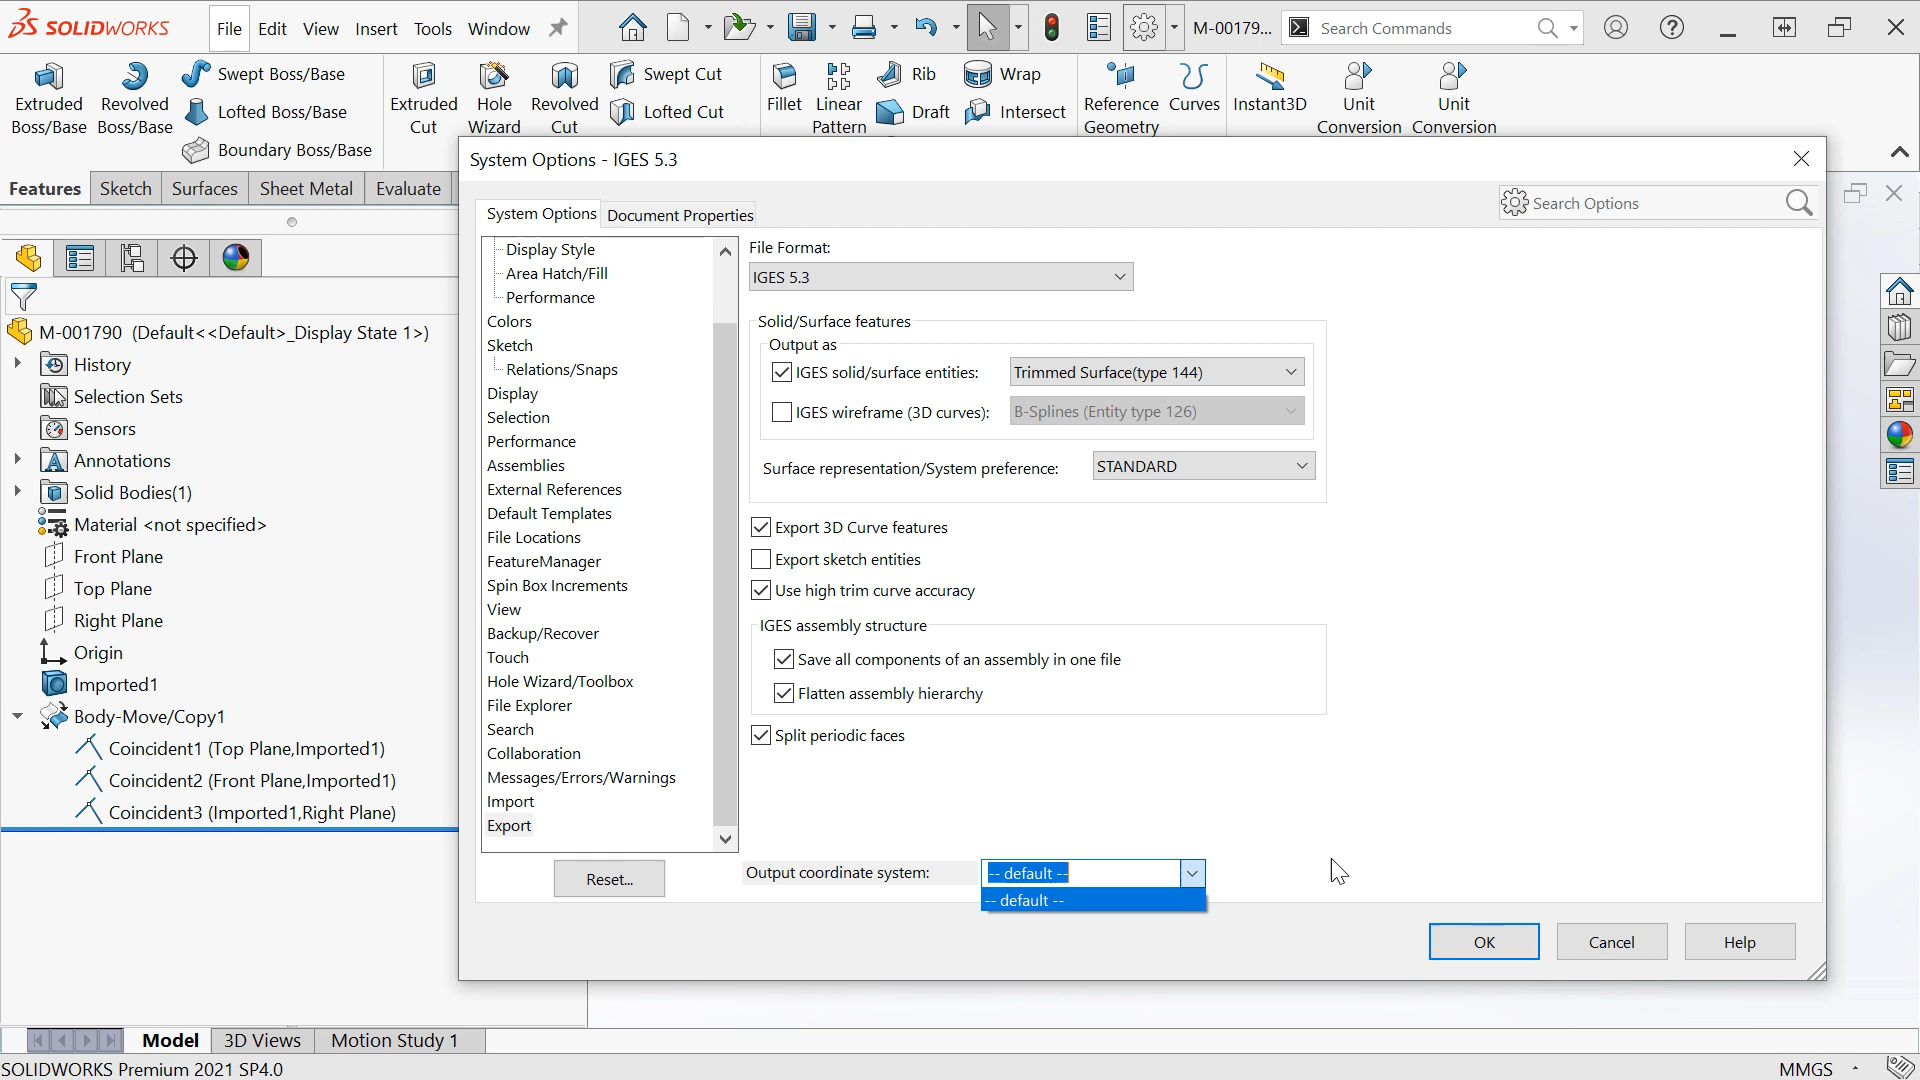 SOLIDWORKS File Edit View Insert Tools Window M-00179... Search Commands
Extruded Boss/Base
Revolved Boss/Base
Swept Boss/Base
Lofted Boss/Base
Boundary Boss/Base
Extruded Cut
Hole Wizard
Revolved Cut
Swept Cut
Lofted Cut
Fillet
Linear Pattern
Rib
Draft
Wrap
Intersect
Reference Geometry
Curves
Instant3D
Unit Conversion
Unit Conversion
Features Sketch Surfaces Sheet Metal Evaluate
M-001790 (Default<<Default>_Display State 1>)
History
Selection Sets
Sensors
Annotations
Solid Bodies(1)
Material <not specified>
Front Plane
Top Plane
Right Plane
Origin
Imported1
Body-Move/Copy1
Coincident1 (Top Plane,Imported1)
Coincident2 (Front Plane,Imported1)
Coincident3 (Imported1,Right Plane)
System Options - IGES 5.3
Search Options
System Options Document Properties
Display Style
Area Hatch/Fill
Performance
Colors
Sketch
Relations/Snaps
Display
Selection
Performance
Assemblies
External References
Default Templates
File Locations
FeatureManager
Spin Box Increments
View
Backup/Recover
Touch
Hole Wizard/Toolbox
File Explorer
Search
Collaboration
Messages/Errors/Warnings
Import
Export
Reset...
File Format:
IGES 5.3
Solid/Surface features
Output as
IGES solid/surface entities: Trimmed Surface(type 144)
IGES wireframe (3D curves): B-Splines (Entity type 126)
Surface representation/System preference: STANDARD
Export 3D Curve features
Export sketch entities
Use high trim curve accuracy
IGES assembly structure
Save all components of an assembly in one file
Flatten assembly hierarchy
Split periodic faces
Output coordinate system: -- default --
-- default --
OK Cancel Help
Model 3D Views Motion Study 1
SOLIDWORKS Premium 2021 SP4.0 MMGS